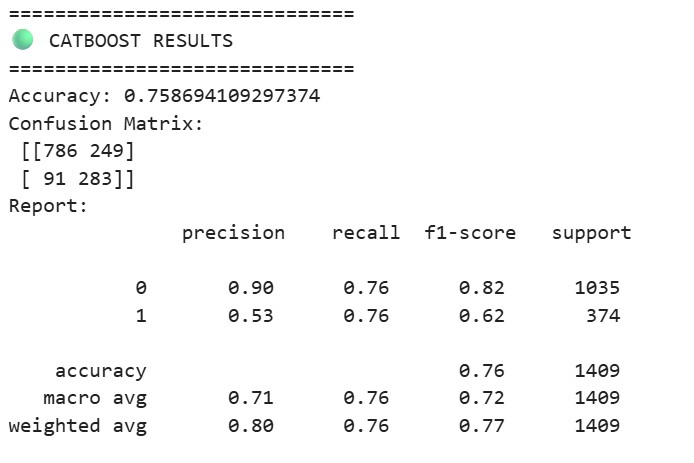 ==============================
🟢 CATBOOST RESULTS
==============================
Accuracy: 0.758694109297374
Confusion Matrix:
 [[786 249]
 [ 91 283]]
Report:
               precision    recall  f1-score   support

           0       0.90      0.76      0.82      1035
           1       0.53      0.76      0.62       374

    accuracy                           0.76      1409
   macro avg       0.71      0.76      0.72      1409
weighted avg       0.80      0.76      0.77      1409